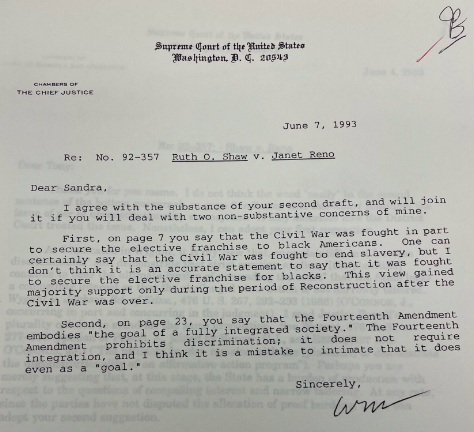 Supreme Court of the United States
Washington, D. C. 20543
CHAMBERS OF
THE CHIEF JUSTICE
June 7, 1993
Re: No. 92-357 Ruth O. Shaw v. Janet Reno
Dear Sandra,
I agree with the substance of your second draft, and will join
it if you will deal with two non-substantive concerns of mine.
First, on page 7 you say that the Civil War was fought in part
to secure the elective franchise to black Americans. One can
certainly say that the Civil War was fought to end slavery, but I
don't think it is an accurate statement to say that it was fought
to secure the elective franchise for blacks. This view gained
majority support only during the period of Reconstruction after the
Civil War was over.
Second, on page 23, you say that the Fourteenth Amendment
embodies "the goal of a fully integrated society." The Fourteenth
Amendment prohibits discrimination; it does not require
integration, and I think it is a mistake to intimate that it does
even as a "goal."
Sincerely,